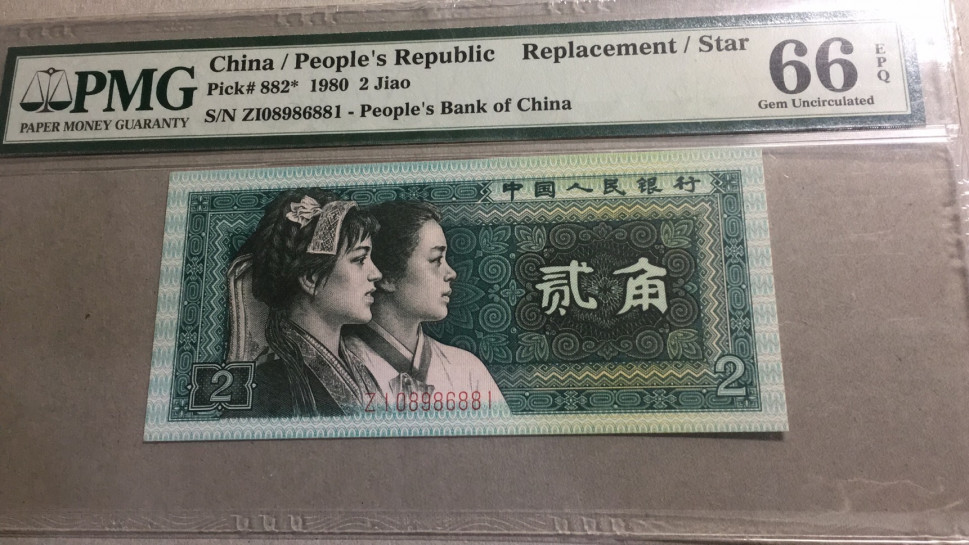 PMG
PAPER MONEY GUARANTY
China / People's Republic Replacement / Star
Pick# 882* 1980 2 Jiao
S/N ZI08986881 - People's Bank of China
66 EPQ
Gem Uncirculated
中国人民银行
贰角
2
2
ZI08986881